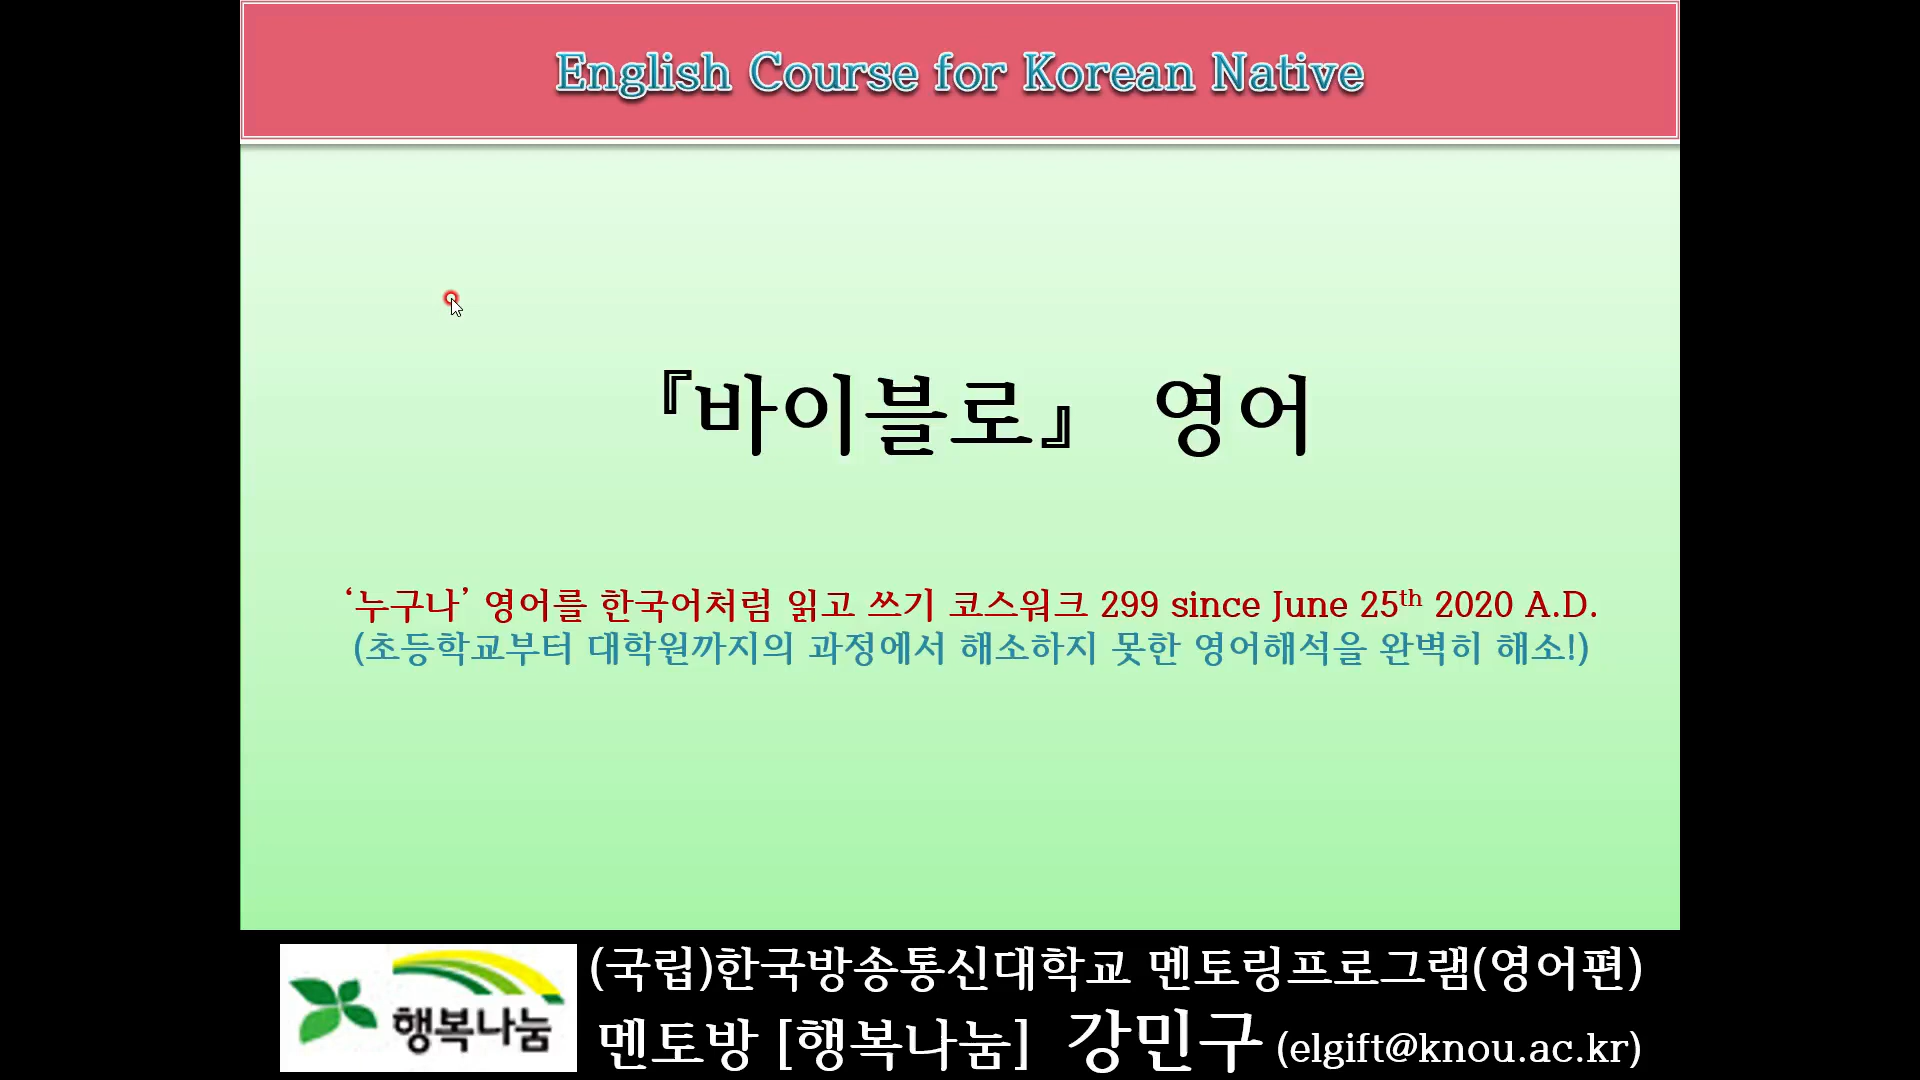 English Course for Korean Native
『바이블로』 영어
‘누구나’ 영어를 한국어처럼 읽고 쓰기 코스워크 299 since June 25th 2020 A.D.
(초등학교부터 대학원까지의 과정에서 해소하지 못한 영어해석을 완벽히 해소!)
행복나눔
(국립)한국방송통신대학교 멘토링프로그램(영어편)
멘토방 [행복나눔] 강민구 (elgift@knou.ac.kr)